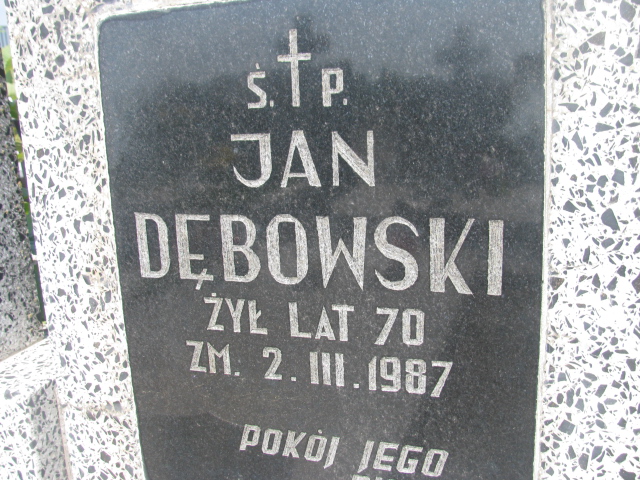 Ś. P.
JAN
DĘBOWSKI
ŻYŁ LAT 70
ZM. 2.III.1987
POKÓJ JEGO